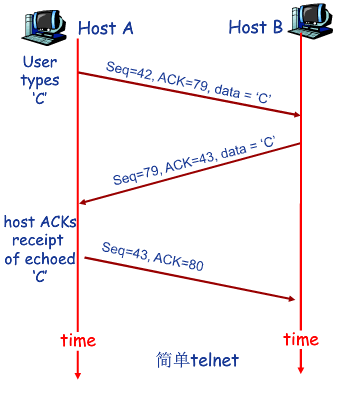 Host A
Host B
User
types
‘C’
Seq=42, ACK=79, data = ‘C’
Seq=79, ACK=43, data = ‘C’
host ACKs
receipt
of echoed
‘C’
Seq=43, ACK=80
time
time
简单telnet